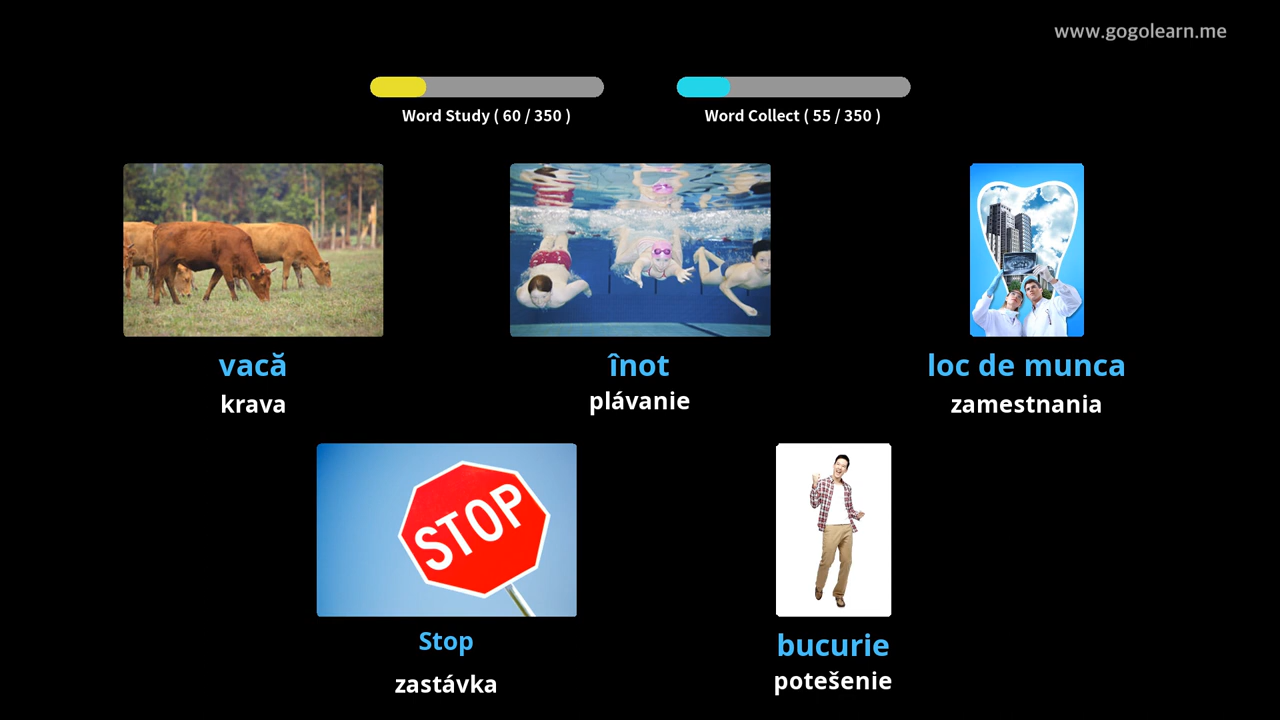 www.gogolearn.me
Word Study ( 60 / 350 )
Word Collect ( 55 / 350 )
vacă
krava
înot
plávanie
loc de munca
zamestnania
STOP
Stop
zastávka
bucurie
potešenie